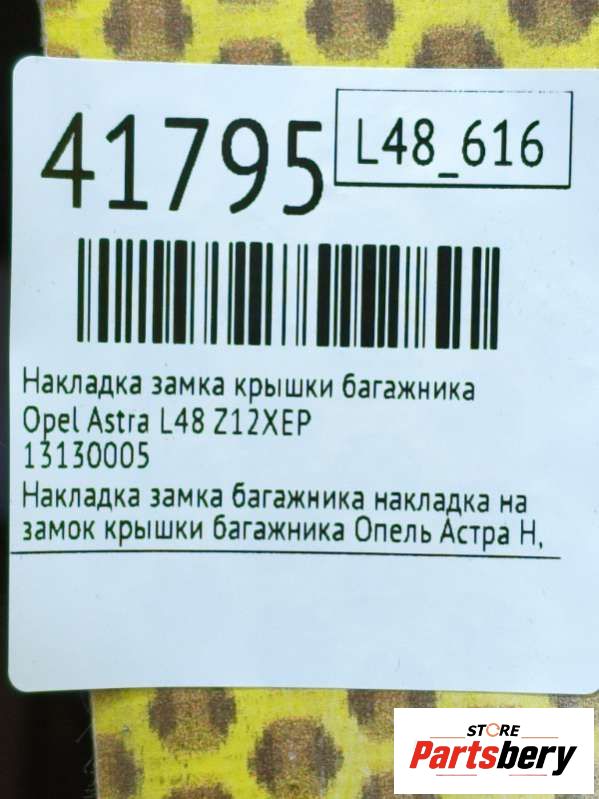 41795
L48_616
Накладка замка крышки багажника
Opel Astra L48 Z12XEP
13130005
Накладка замка багажника накладка на
замок крышки багажника Опель Астра Н,
STORE
Partsbery